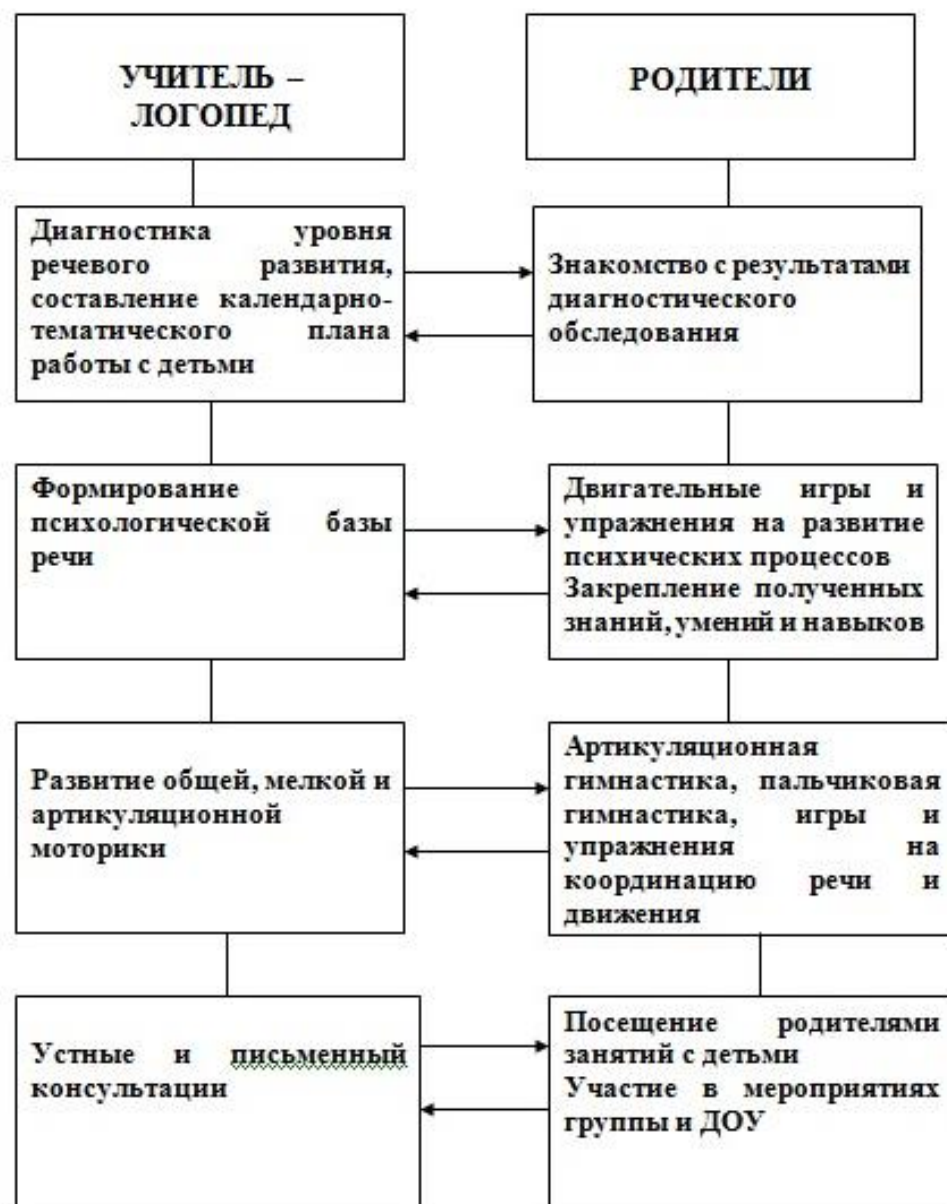 УЧИТЕЛЬ –
ЛОГОПЕД
РОДИТЕЛИ
Диагностика уровня
речевого развития,
составление календарно-
тематического плана
работы с детьми
Знакомство с результатами
диагностического
обследования
Формирование
психологической базы
речи
Двигательные игры и
упражнения на развитие
психических процессов
Закрепление полученных
знаний, умений и навыков
Развитие общей, мелкой и
артикуляционной
моторики
Артикуляционная
гимнастика, пальчиковая
гимнастика, игры и
упражнения на
координацию речи и
движения
Устные и письменный
консультации
Посещение родителями
занятий с детьми
Участие в мероприятиях
группы и ДОУ